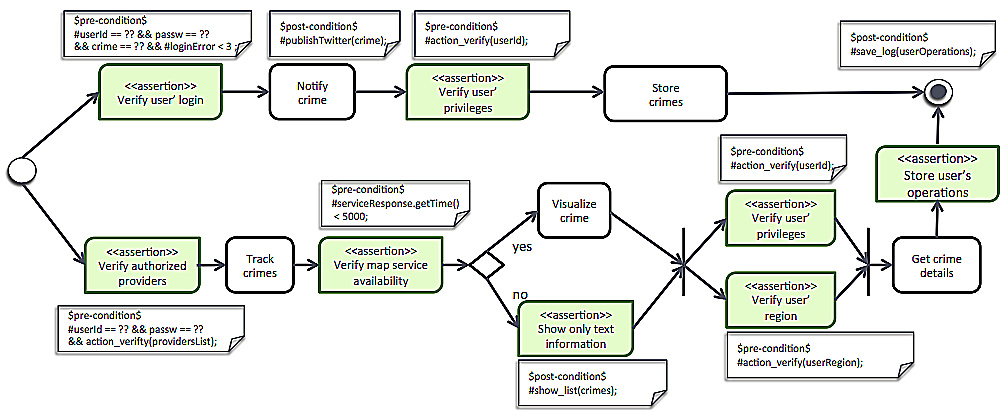 $pre-condition$
#userId == ?? && passw == ??
&& crime == ?? && #loginError < 3 ;
$post-condition$
#publishTwitter(crime);
$pre-condition$
#action_verify(userId);
$post-condition$
#save_log(userOperations);
<<assertion>>
Verify user' login
Notify
crime
<<assertion>>
Verify user'
privileges
Store
crimes
$pre-condition$
#action_verify(userId);
<<assertion>>
Store user's
operations
$pre-condition$
#serviceResponse.getTime()
< 5000;
Visualize
crime
<<assertion>>
Verify user'
privileges
<<assertion>>
Verify authorized
providers
Track
crimes
<<assertion>>
Verify map service
availability
yes
no
Get crime
details
<<assertion>>
Show only text
information
<<assertion>>
Verify user'
region
$pre-condition$
#userId == ?? && passw == ??
&& action_verifty(providersList);
$post-condition$
#show_list(crimes);
$pre-condition$
#action_verify(userRegion);